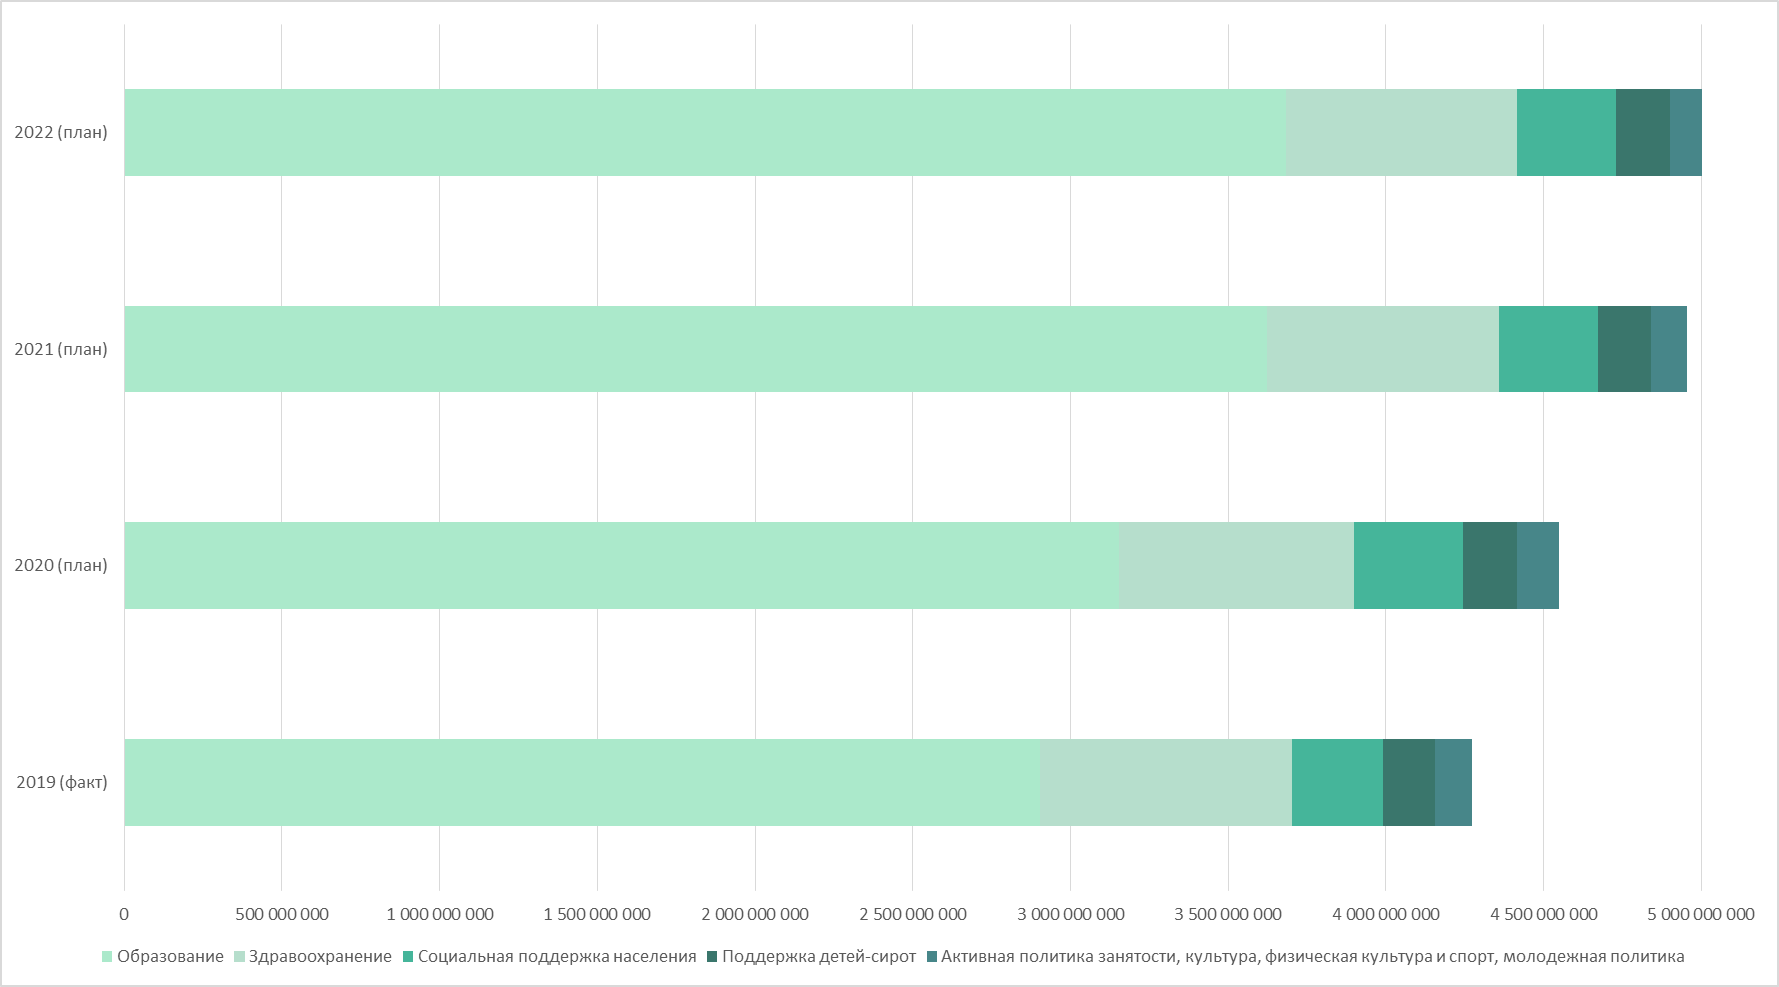 2022 (план)
2021 (план)
2020 (план)
2019 (факт)
0 500 000 000 1 000 000 000 1 500 000 000 2 000 000 000 2 500 000 000 3 000 000 000 3 500 000 000 4 000 000 000 4 500 000 000 5 000 000 000
Образование Здравоохранение Социальная поддержка населения Поддержка детей-сирот Активная политика занятости, культура, физическая культура и спорт, молодежная политика